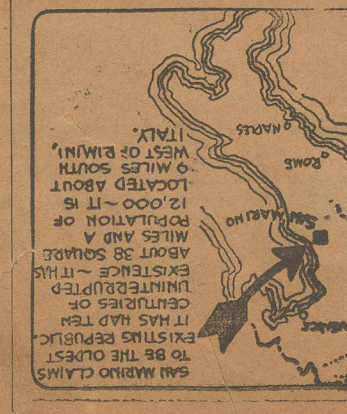 SAN MARINO CLAIMS
TO BE THE OLDEST
EXISTING REPUBLIC.
IT HAS HAD TEN
CENTURIES OF
UNINTERRUPTED
EXISTENCE ~ IT HAS
ABOUT 38 SQUARE
MILES AND A
POPULATION OF
12,000 ~ IT IS
LOCATED ABOUT
9 MILES SOUTH
WEST OF RIMINI,
ITALY.
VENICE
SAN MARINO
ROME
NAPLES